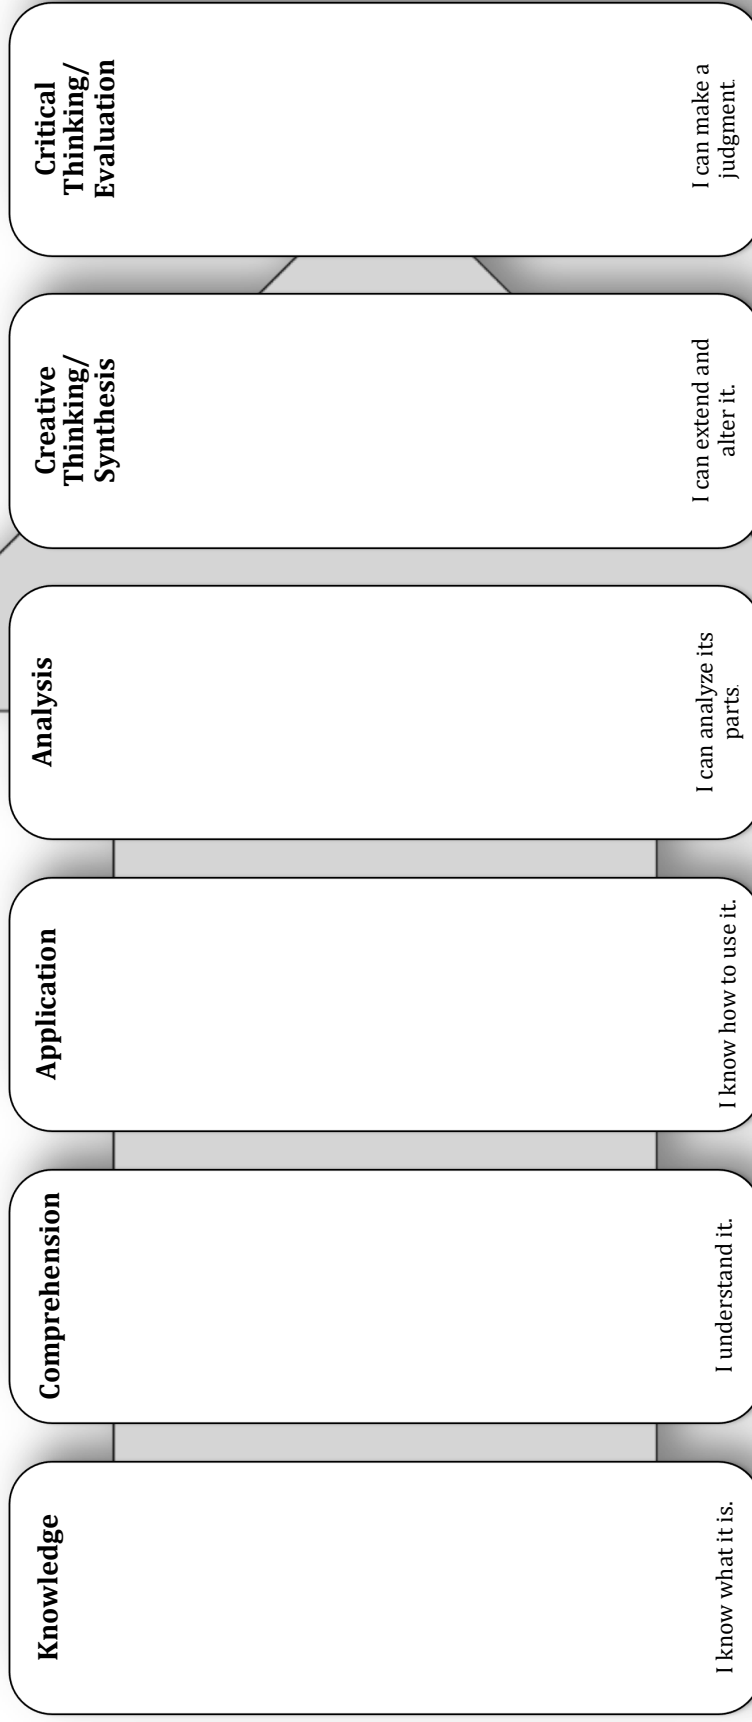 Knowledge
I know what it is.
Comprehension
I understand it.
Application
I know how to use it.
Analysis
I can analyze its
parts.
Creative
Thinking/
Synthesis
I can extend and
alter it.
Critical
Thinking/
Evaluation
I can make a
judgment.